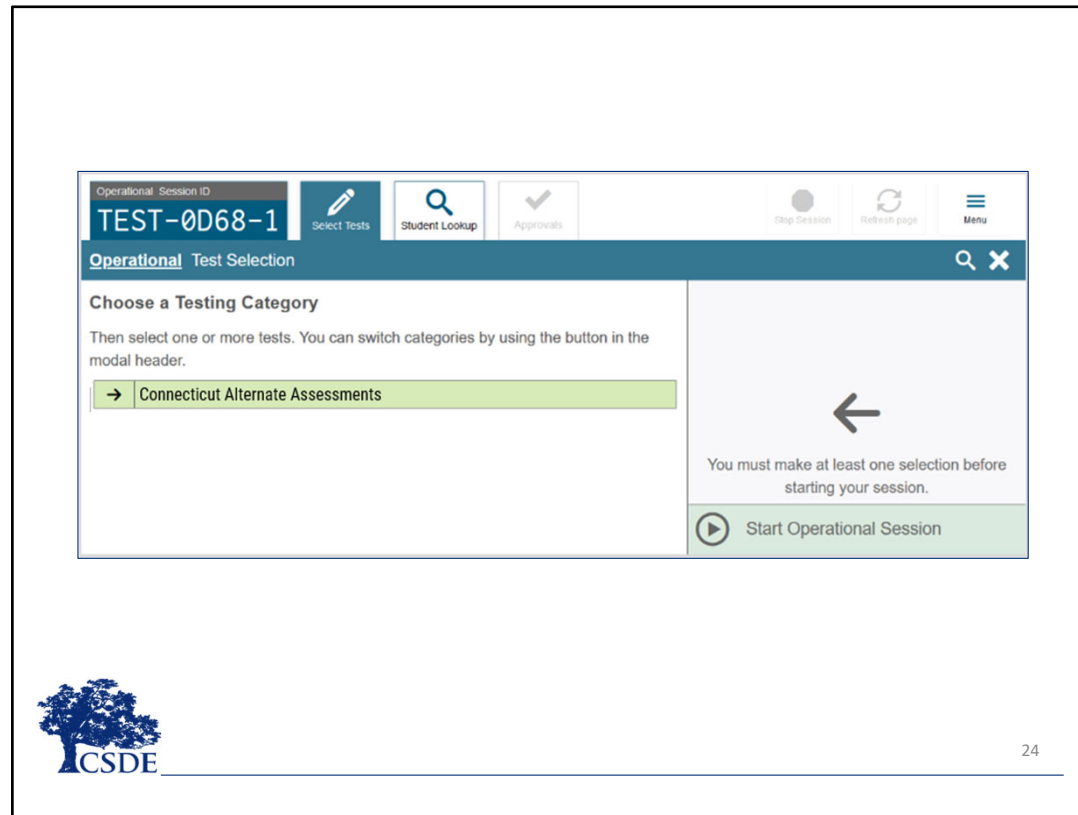 Operational Session ID
TEST-0D68-1
Select Tests
Student Lookup
Approvals
Stop Session
Refresh page
Menu
Operational Test Selection
Choose a Testing Category
Then select one or more tests. You can switch categories by using the button in the
modal header.
Connecticut Alternate Assessments
You must make at least one selection before
starting your session.
Start Operational Session
CSDE
24